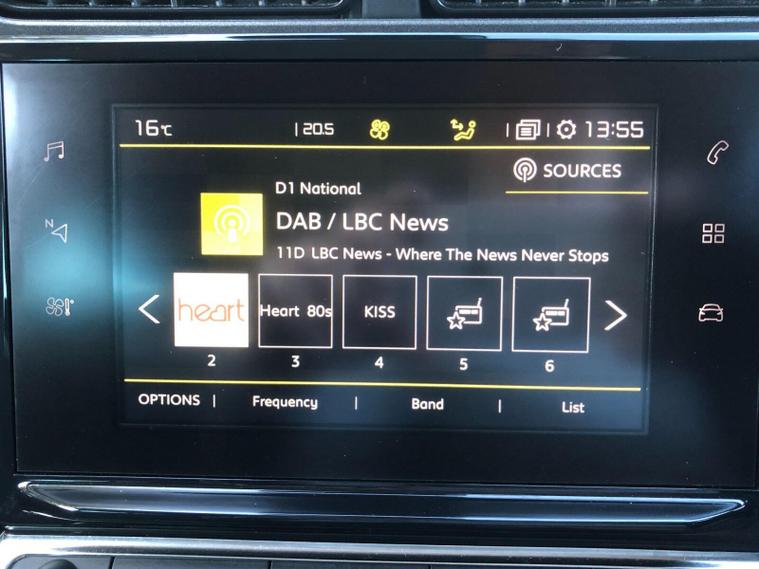 16°C | 20.5 | | 13:55
SOURCES
D1 National
DAB / LBC News
11D LBC News - Where The News Never Stops
heart Heart 80s KISS
2 3 4 5 6
OPTIONS | Frequency | Band | List
N